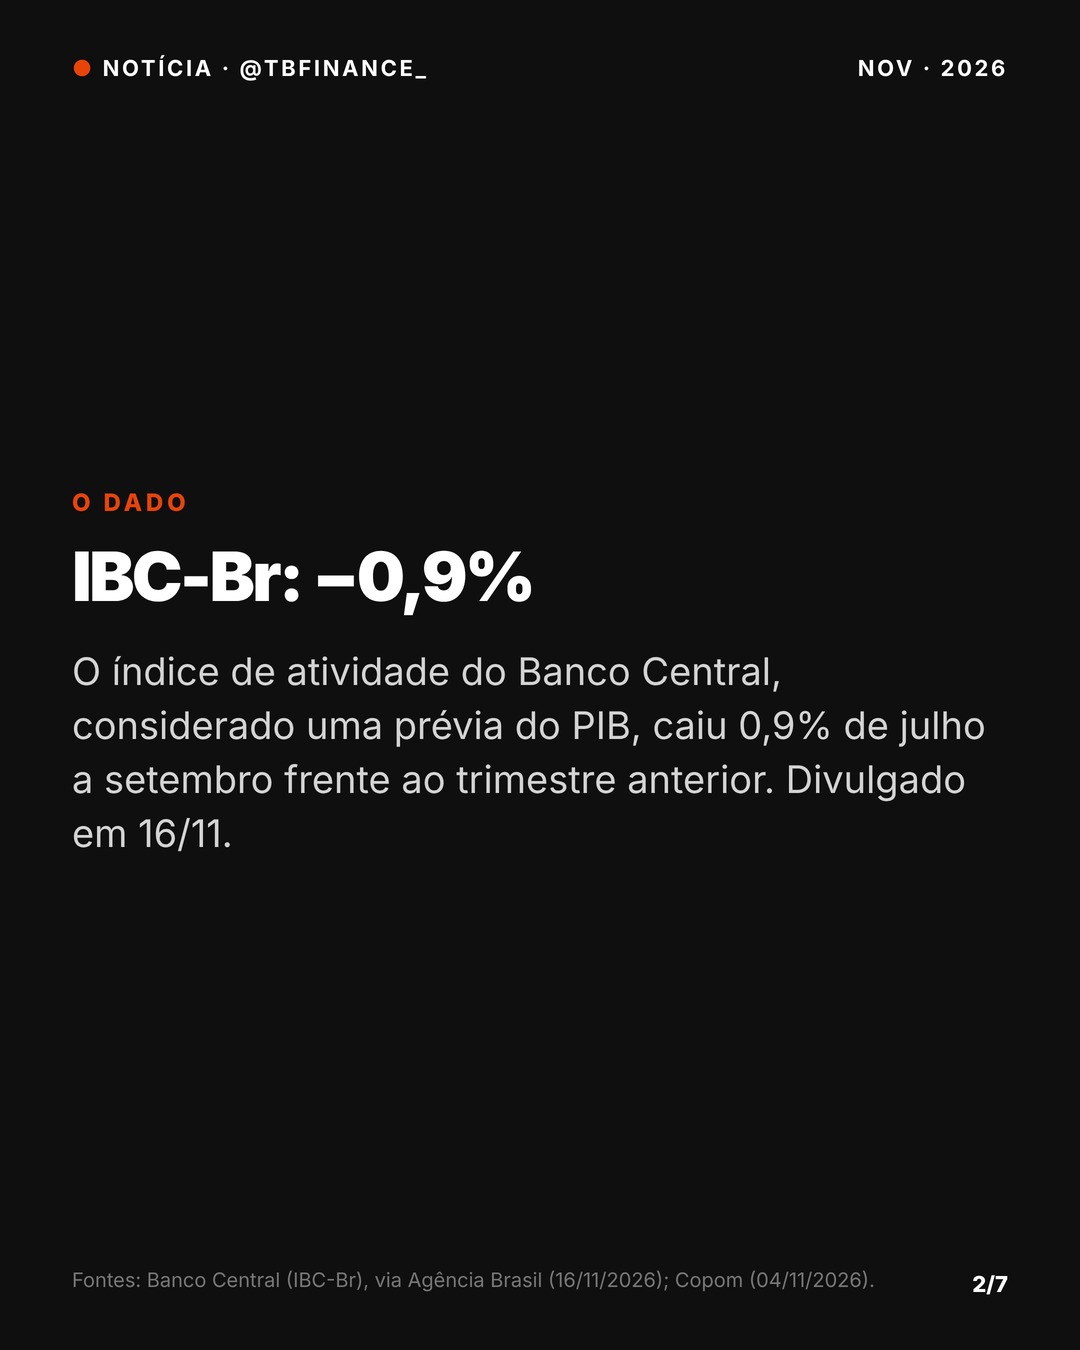 NOTÍCIA · @TBFINANCE_
NOV · 2026
O DADO
IBC-Br: −0,9%
O índice de atividade do Banco Central,
considerado uma prévia do PIB, caiu 0,9% de julho
a setembro frente ao trimestre anterior. Divulgado
em 16/11.
Fontes: Banco Central (IBC-Br), via Agência Brasil (16/11/2026); Copom (04/11/2026).
2/7